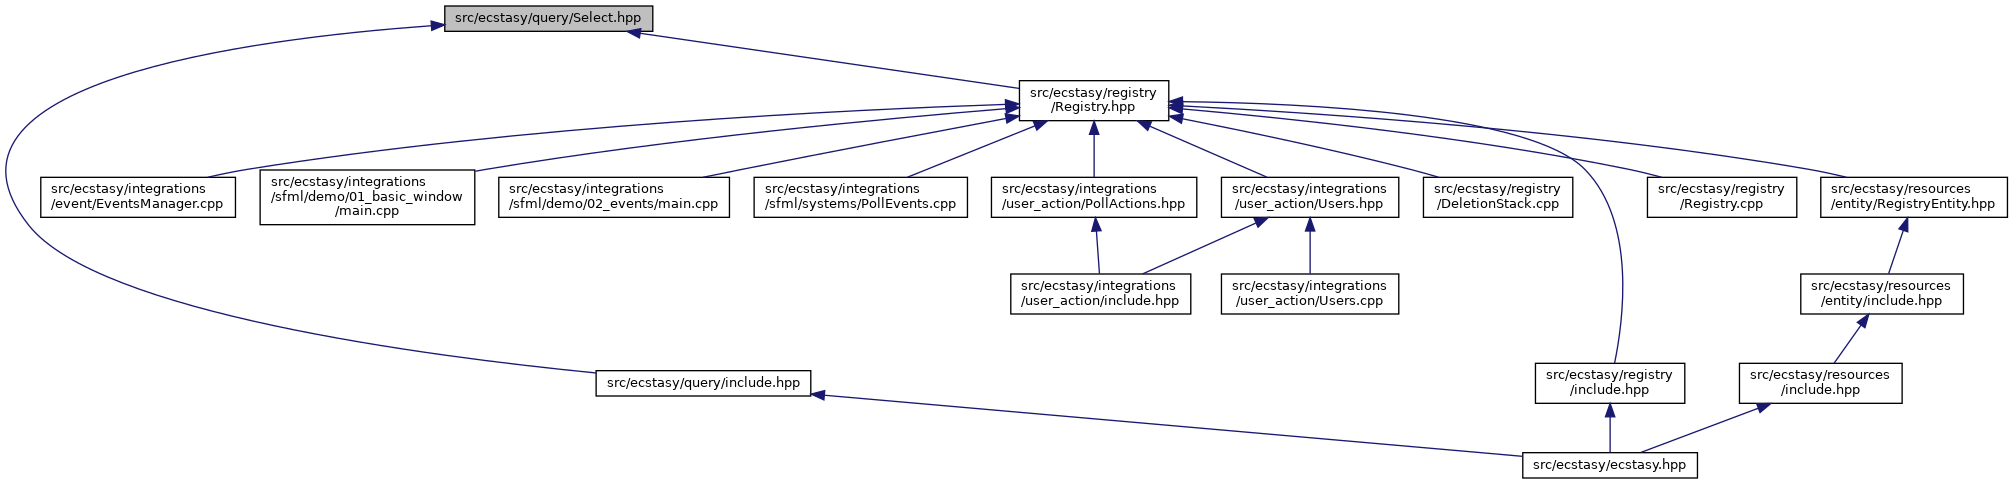 src/ecstasy/query/Select.hpp
src/ecstasy/registry
/Registry.hpp
src/ecstasy/integrations
/event/EventsManager.cpp
src/ecstasy/integrations
/sfml/demo/01_basic_window
/main.cpp
src/ecstasy/integrations
/sfml/demo/02_events/main.cpp
src/ecstasy/integrations
/sfml/systems/PollEvents.cpp
src/ecstasy/integrations
/user_action/PollActions.hpp
src/ecstasy/integrations
/user_action/Users.hpp
src/ecstasy/registry
/DeletionStack.cpp
src/ecstasy/registry
/Registry.cpp
src/ecstasy/resources
/entity/RegistryEntity.hpp
src/ecstasy/integrations
/user_action/include.hpp
src/ecstasy/integrations
/user_action/Users.cpp
src/ecstasy/resources
/entity/include.hpp
src/ecstasy/query/include.hpp
src/ecstasy/registry
/include.hpp
src/ecstasy/resources
/include.hpp
src/ecstasy/ecstasy.hpp